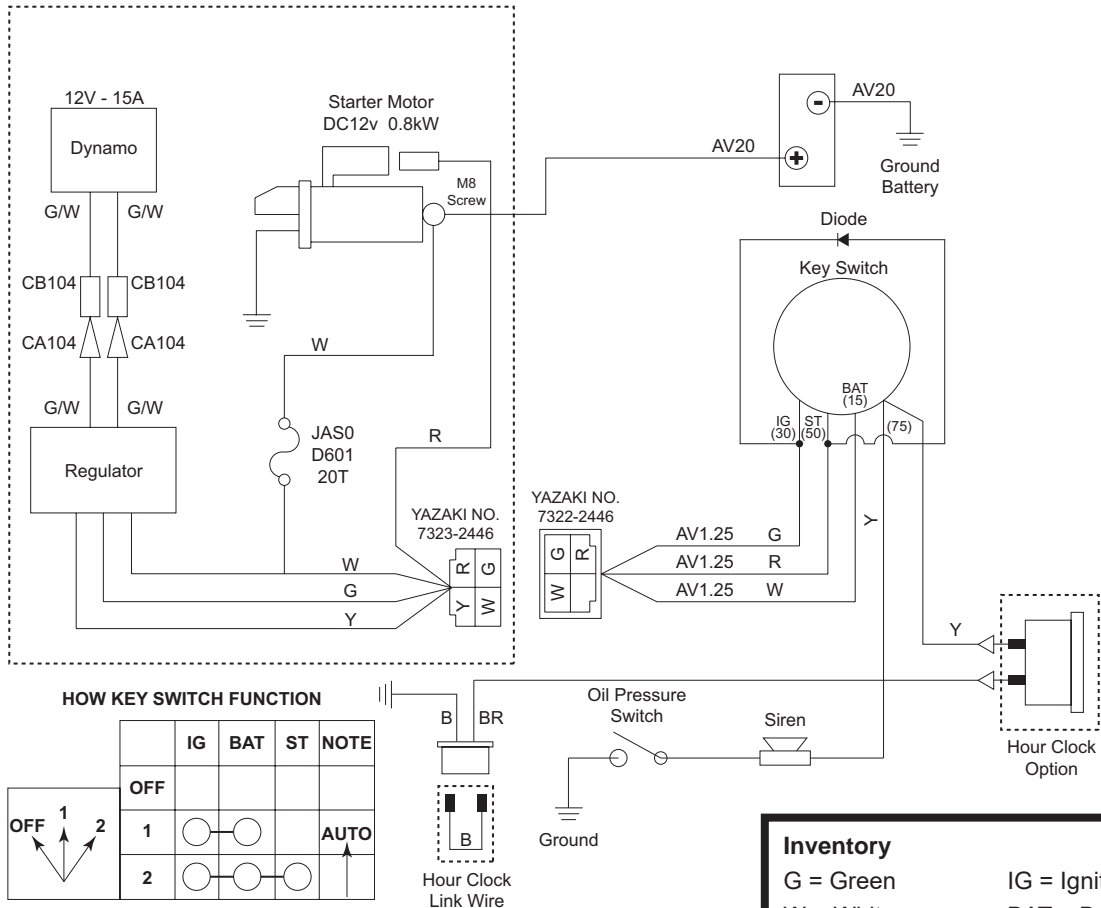 12V - 15A
Dynamo
G/W
G/W
CB104
CB104
CA104
CA104
G/W
G/W
Regulator
Starter Motor
DC12v 0.8kW
M8
Screw
W
JAS0
D601
20T
R
YAZAKI NO.
7323-2446
R
G
Y
W
W
G
Y
AV20
AV20
-
+
Ground
Battery
Diode
Key Switch
BAT
(15)
IG
(30)
ST
(50)
(75)
YAZAKI NO.
7322-2446
G
R
W
AV1.25 G
AV1.25 R
AV1.25 W
Y
Y
Hour Clock
Option
HOW KEY SWITCH FUNCTION
IG BAT ST NOTE
OFF
1 AUTO
2
OFF 1 2
B BR
B
Hour Clock
Link Wire
Oil Pressure
Switch
Siren
Ground
Inventory
G = Green